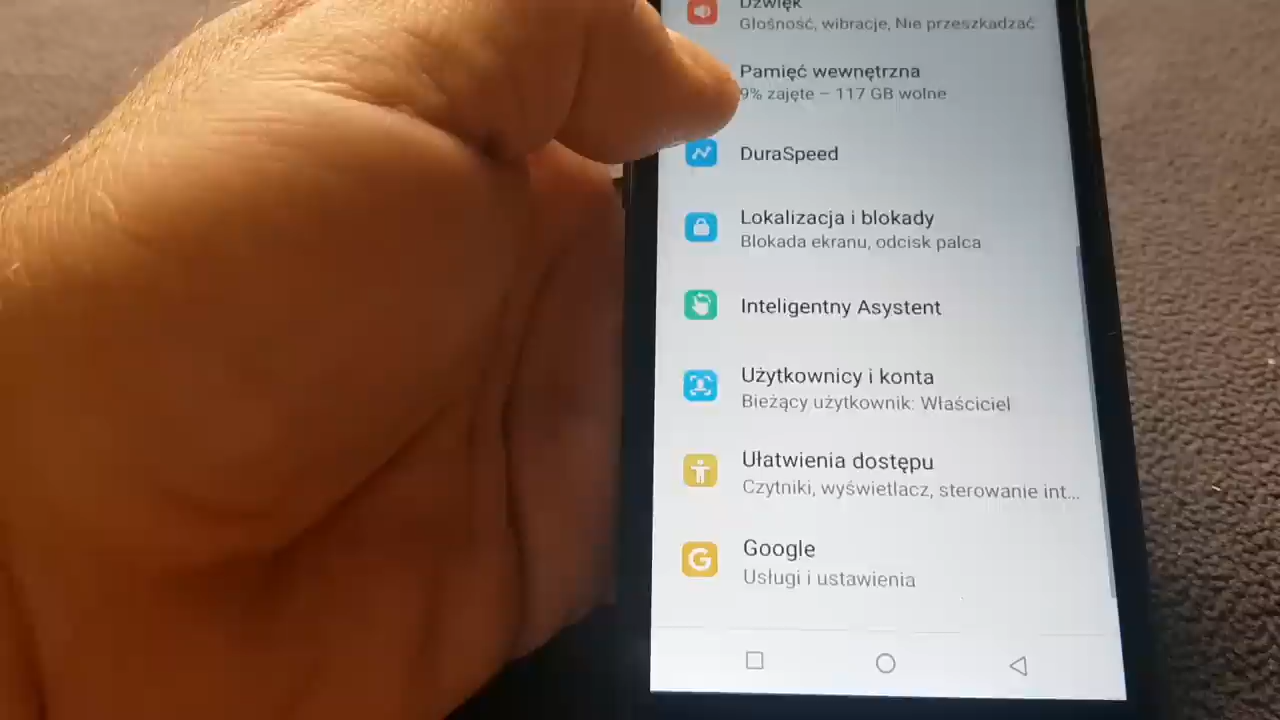 Dźwięk
Głośność, wibracje, Nie przeszkadzać
Pamięć wewnętrzna
9% zajęte – 117 GB wolne
DuraSpeed
Lokalizacja i blokady
Blokada ekranu, odcisk palca
Inteligentny Asystent
Użytkownicy i konta
Bieżący użytkownik: Właściciel
Ułatwienia dostępu
Czytniki, wyświetlacz, sterowanie int...
Google
Usługi i ustawienia